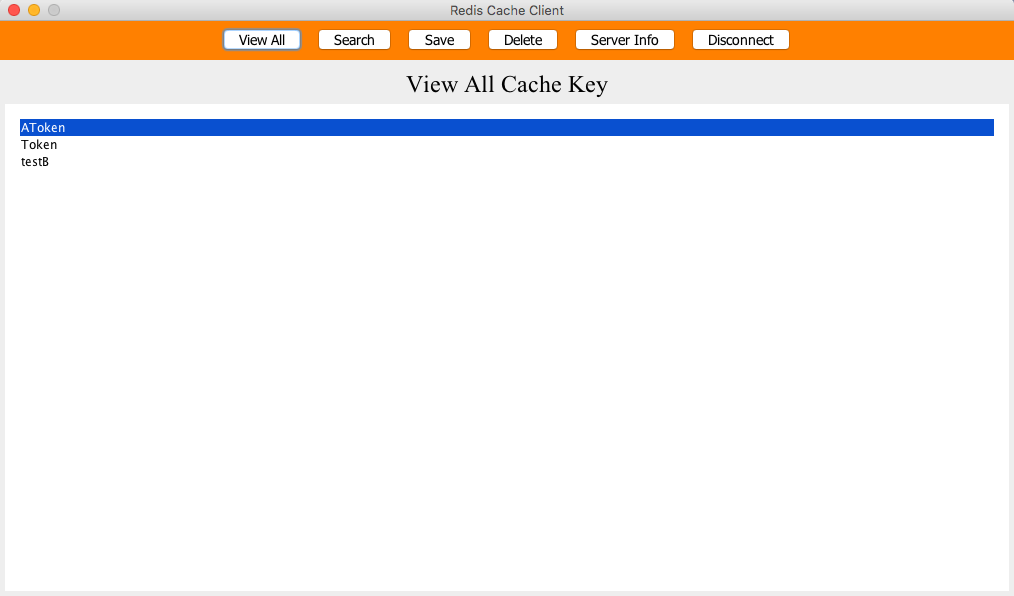 Redis Cache Client
View All Search Save Delete Server Info Disconnect
View All Cache Key
AToken
Token
testB